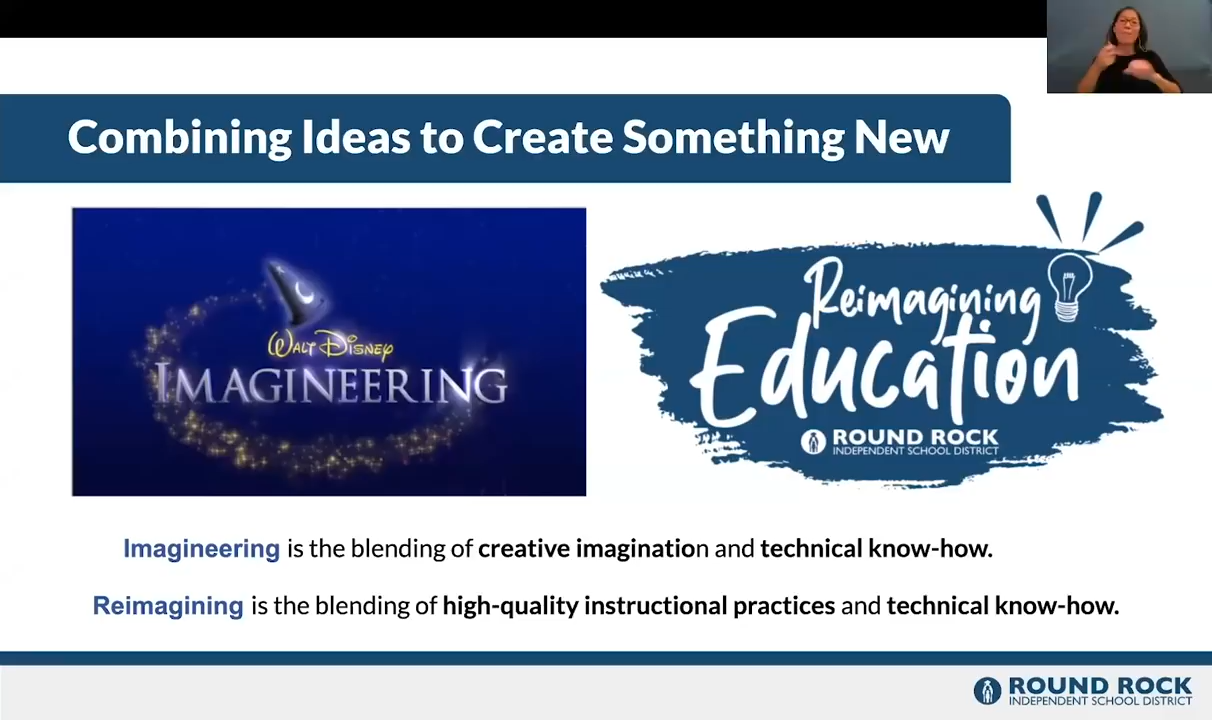 Combining Ideas to Create Something New
WALT DISNEY
IMAGINEERING
Reimagining
Education
ROUND ROCK
INDEPENDENT SCHOOL DISTRICT
Imagineering is the blending of creative imagination and technical know-how.
Reimagining is the blending of high-quality instructional practices and technical know-how.
ROUND ROCK
INDEPENDENT SCHOOL DISTRICT